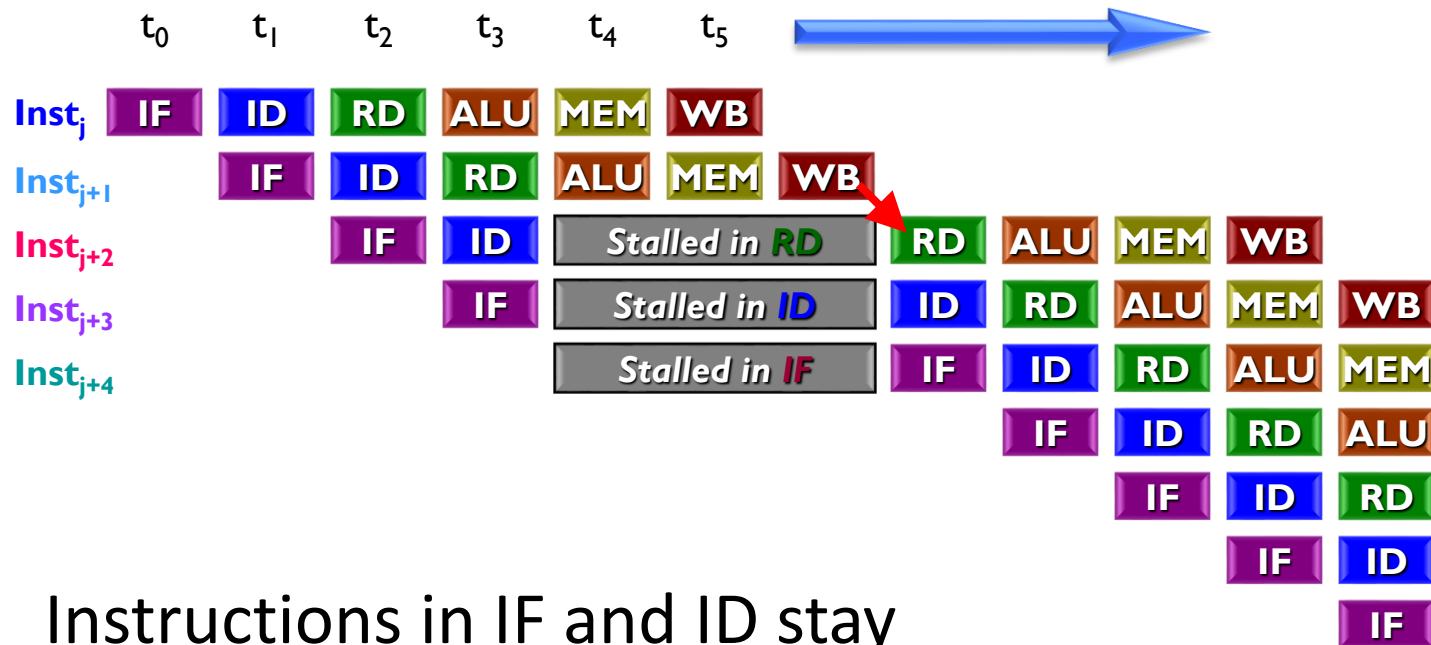 t0 t1 t2 t3 t4 t5
Instj IF ID RD ALU MEM WB
Instj+1 IF ID RD ALU MEM WB
Instj+2 IF ID Stalled in RD RD ALU MEM WB
Instj+3 IF Stalled in ID ID RD ALU MEM WB
Instj+4 Stalled in IF IF ID RD ALU MEM
IF ID RD ALU
IF ID RD
IF ID
Instructions in IF and ID stay
IF